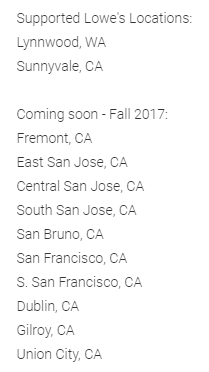 Supported Lowe's Locations:
Lynnwood, WA
Sunnyvale, CA
Coming soon - Fall 2017:
Fremont, CA
East San Jose, CA
Central San Jose, CA
South San Jose, CA
San Bruno, CA
San Francisco, CA
S. San Francisco, CA
Dublin, CA
Gilroy, CA
Union City, CA